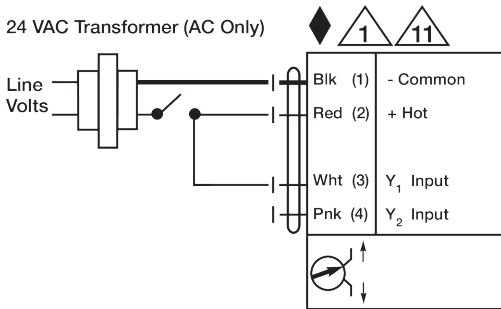 24 VAC Transformer (AC Only)
1
11
Line
Volts
Blk (1) - Common
Red (2) + Hot
Wht (3) Y1 Input
Pnk (4) Y2 Input